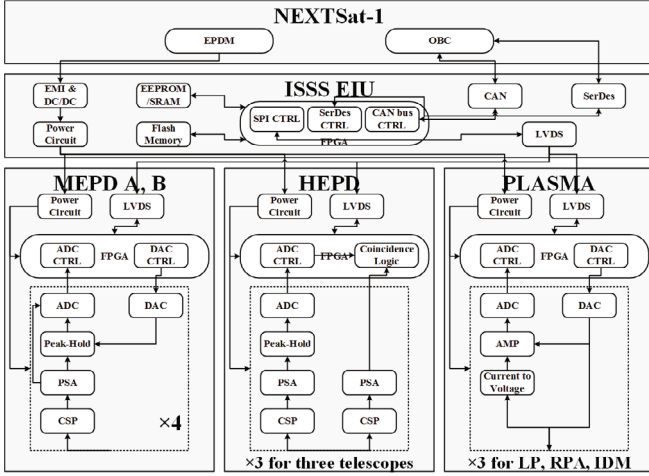 NEXTSat-1
EPDM
OBC
ISSS EIU
EMI &
DC/DC
EEPROM
/SRAM
SPI CTRL
SerDes
CTRL
CAN bus
CTRL
FPGA
CAN
SerDes
Power
Circuit
Flash
Memory
LVDS
MEPD A, B
Power
Circuit
LVDS
ADC
CTRL
FPGA
DAC
CTRL
ADC
DAC
Peak-Hold
PSA
CSP
×4
HEPD
Power
Circuit
LVDS
ADC
CTRL
FPGA
Coincidence
Logic
ADC
Peak-Hold
PSA
PSA
CSP
CSP
×3 for three telescopes
PLASMA
Power
Circuit
LVDS
ADC
CTRL
FPGA
DAC
CTRL
ADC
DAC
AMP
Current to
Voltage
×3 for LP, RPA, IDM